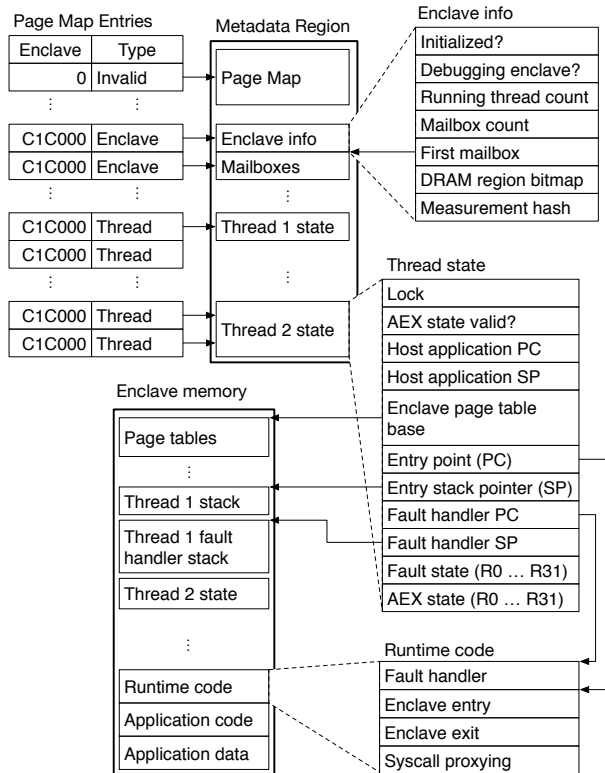 Page Map Entries
Enclave Type
0 Invalid
⋮ ⋮
C1C000 Enclave
C1C000 Enclave
⋮ ⋮
C1C000 Thread
C1C000 Thread
⋮ ⋮
C1C000 Thread
C1C000 Thread
Metadata Region
Page Map
Enclave info
Mailboxes
⋮
Thread 1 state
⋮
Thread 2 state
Enclave info
Initialized?
Debugging enclave?
Running thread count
Mailbox count
First mailbox
DRAM region bitmap
Measurement hash
Thread state
Lock
AEX state valid?
Host application PC
Host application SP
Enclave page table
base
Entry point (PC)
Entry stack pointer (SP)
Fault handler PC
Fault handler SP
Fault state (R0 … R31)
AEX state (R0 … R31)
Enclave memory
Page tables
⋮
Thread 1 stack
Thread 1 fault
handler stack
Thread 2 state
⋮
Runtime code
Application code
Application data
Runtime code
Fault handler
Enclave entry
Enclave exit
Syscall proxying